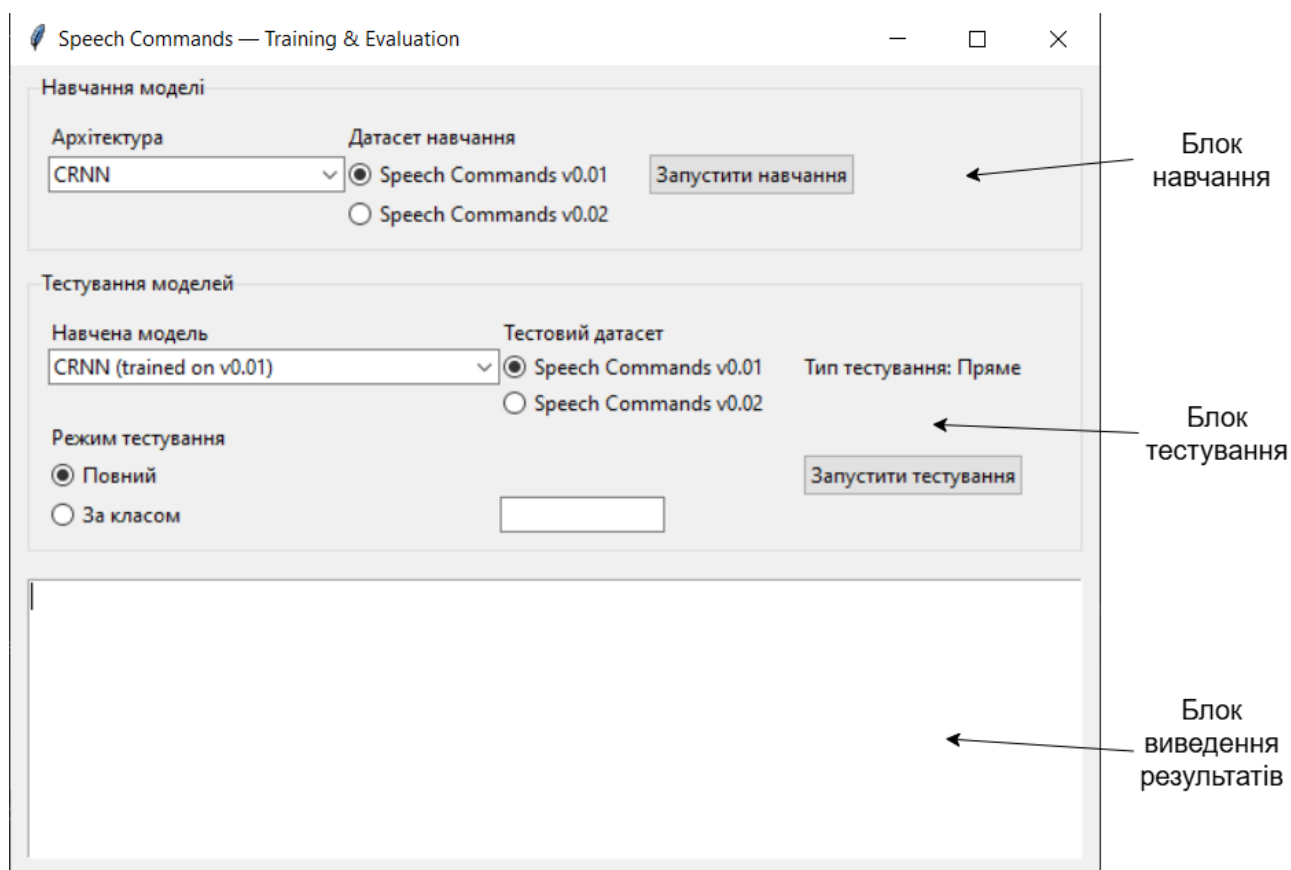 Speech Commands — Training & Evaluation
Навчання моделі
Архітектура
Датасет навчання
CRNN
Speech Commands v0.01
Запустити навчання
Speech Commands v0.02
Блок
навчання
Тестування моделей
Навчена модель
Тестовий датасет
CRNN (trained on v0.01)
Speech Commands v0.01
Тип тестування: Пряме
Speech Commands v0.02
Режим тестування
Повний
Запустити тестування
За класом
Блок
тестування
Блок
виведення
результатів